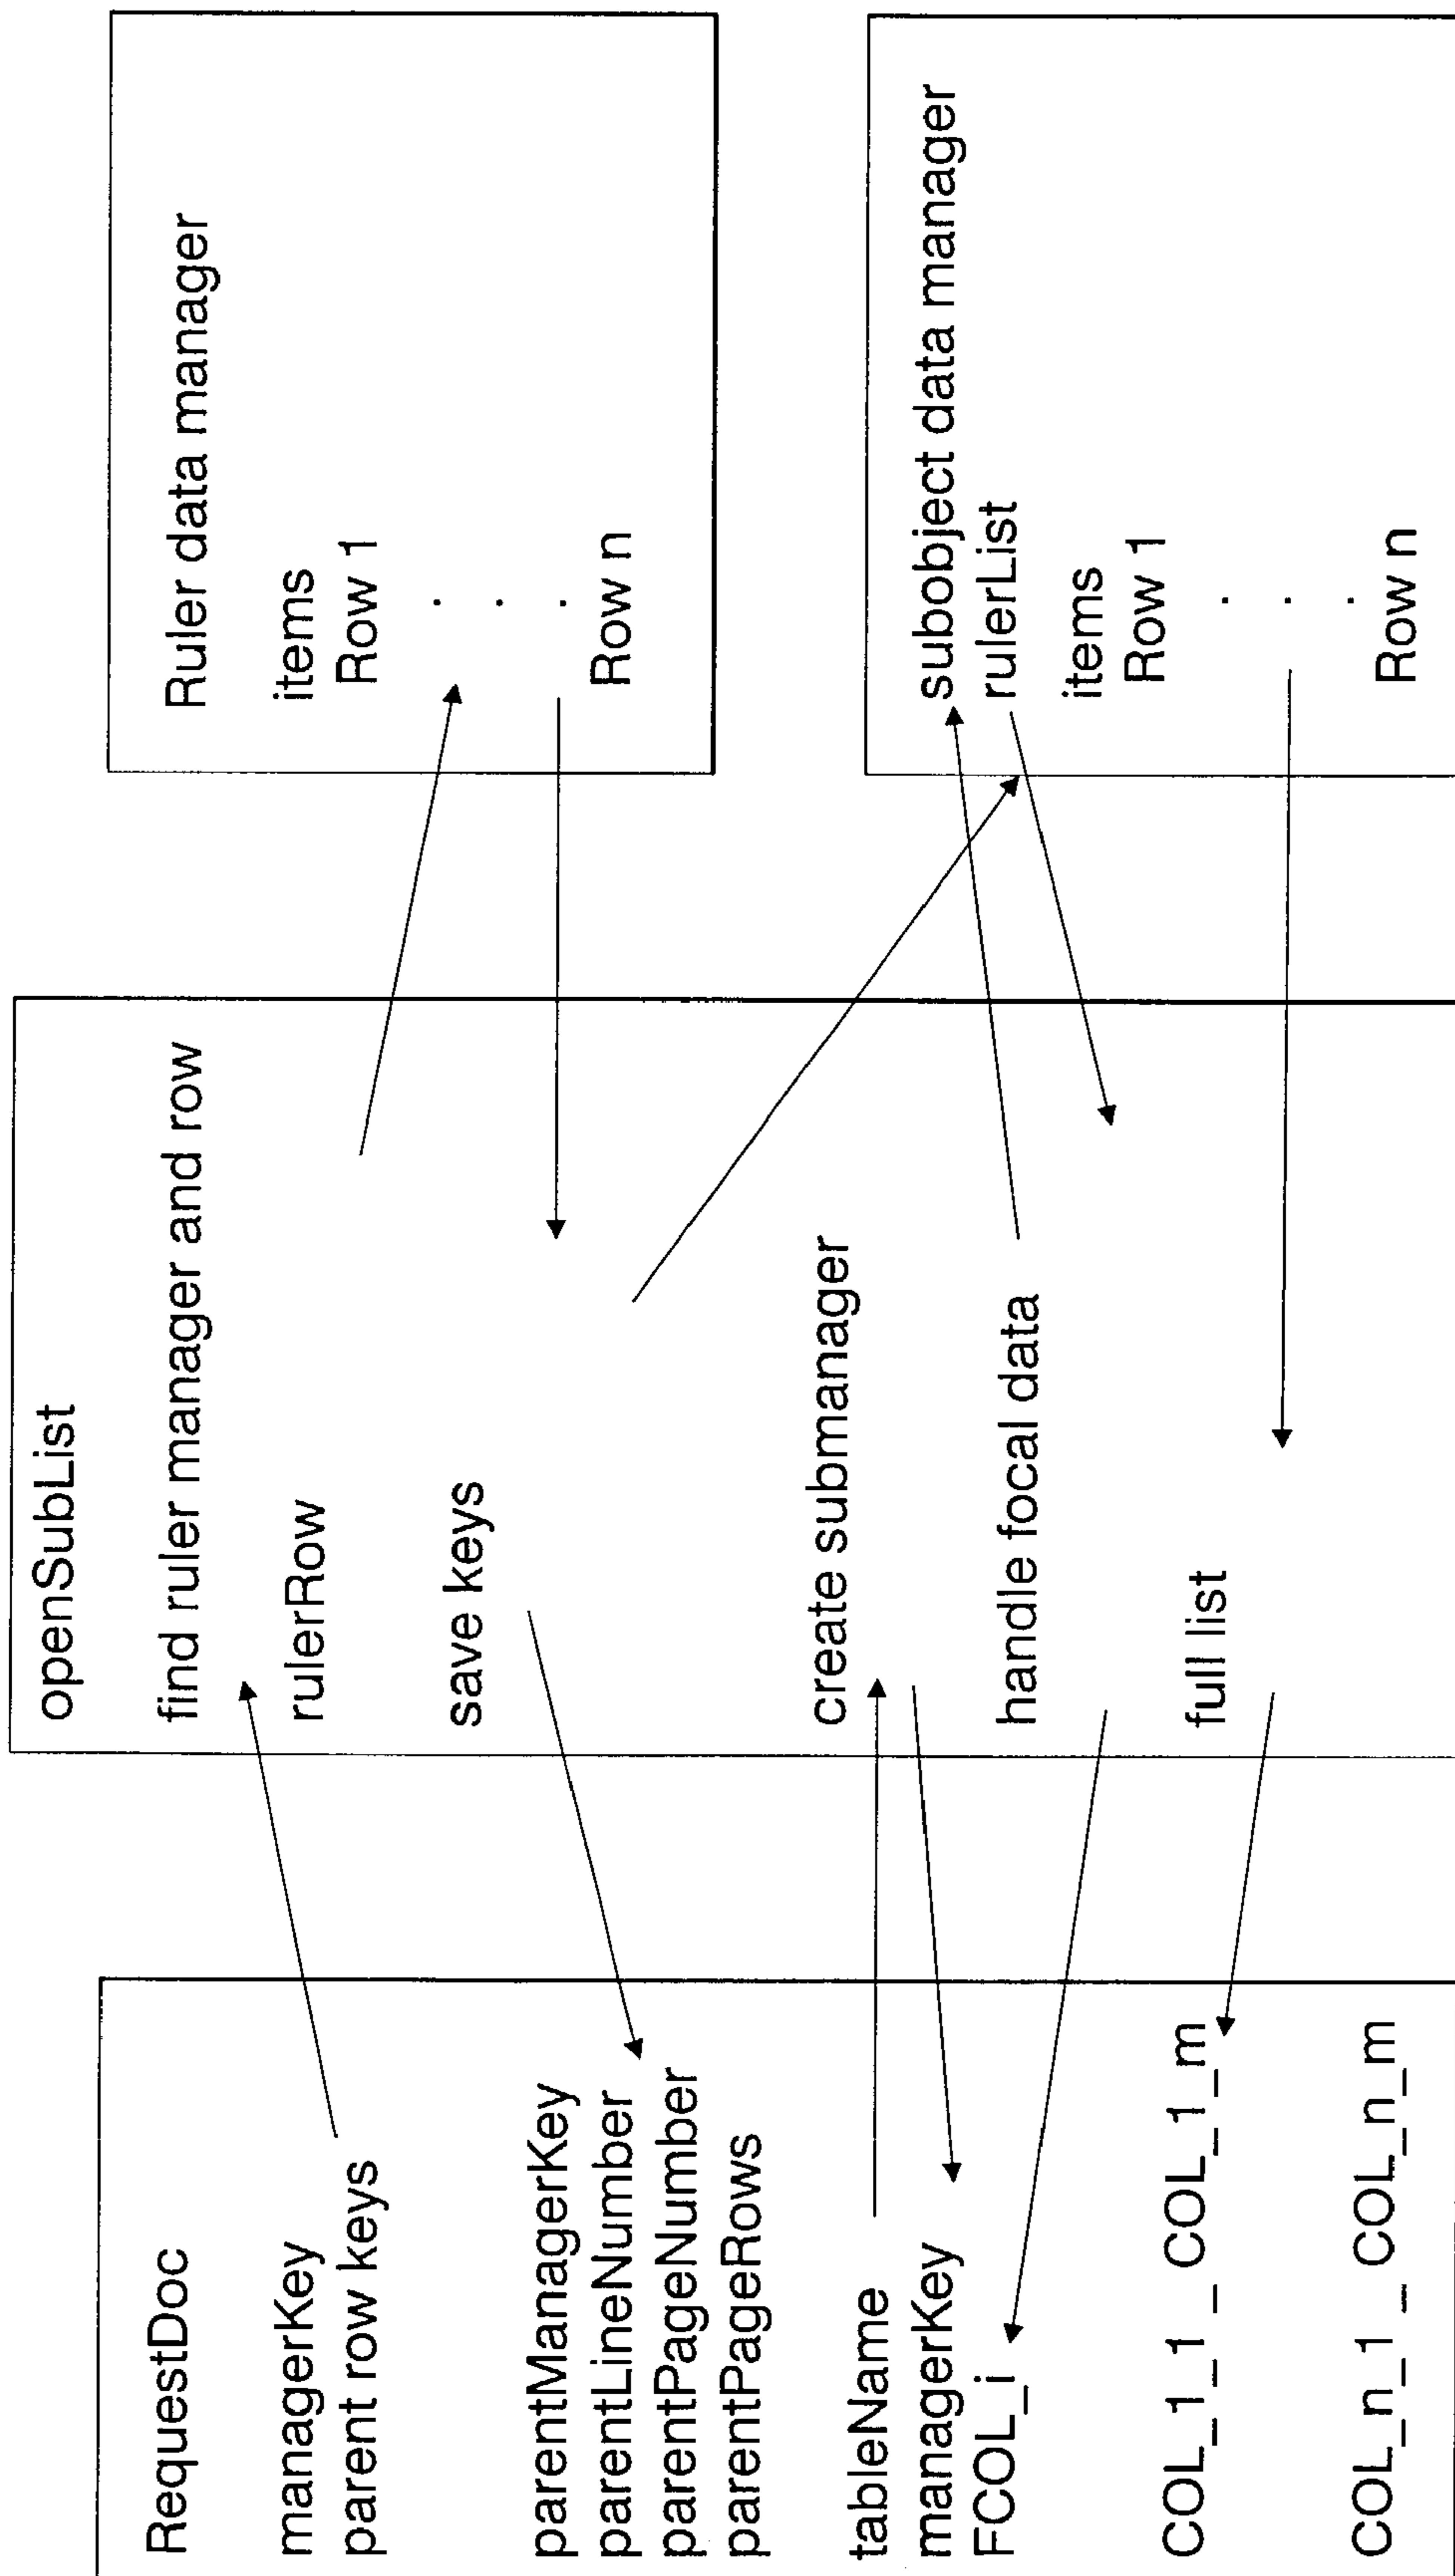 RequestDoc
managerKey
parent row keys
parentManagerKey
parentLineNumber
parentPageNumber
parentPageRows
tableName
managerKey
FCOL_i
COL_1_1 _ COL_1_m
COL_n_1 _ COL_n_m
openSubList
find ruler manager and row
rulerRow
save keys
create submanager
handle focal data
full list
Ruler data manager
items
Row 1
.
.
.
Row n
subobject data manager
rulerList
items
Row 1
.
.
.
Row n